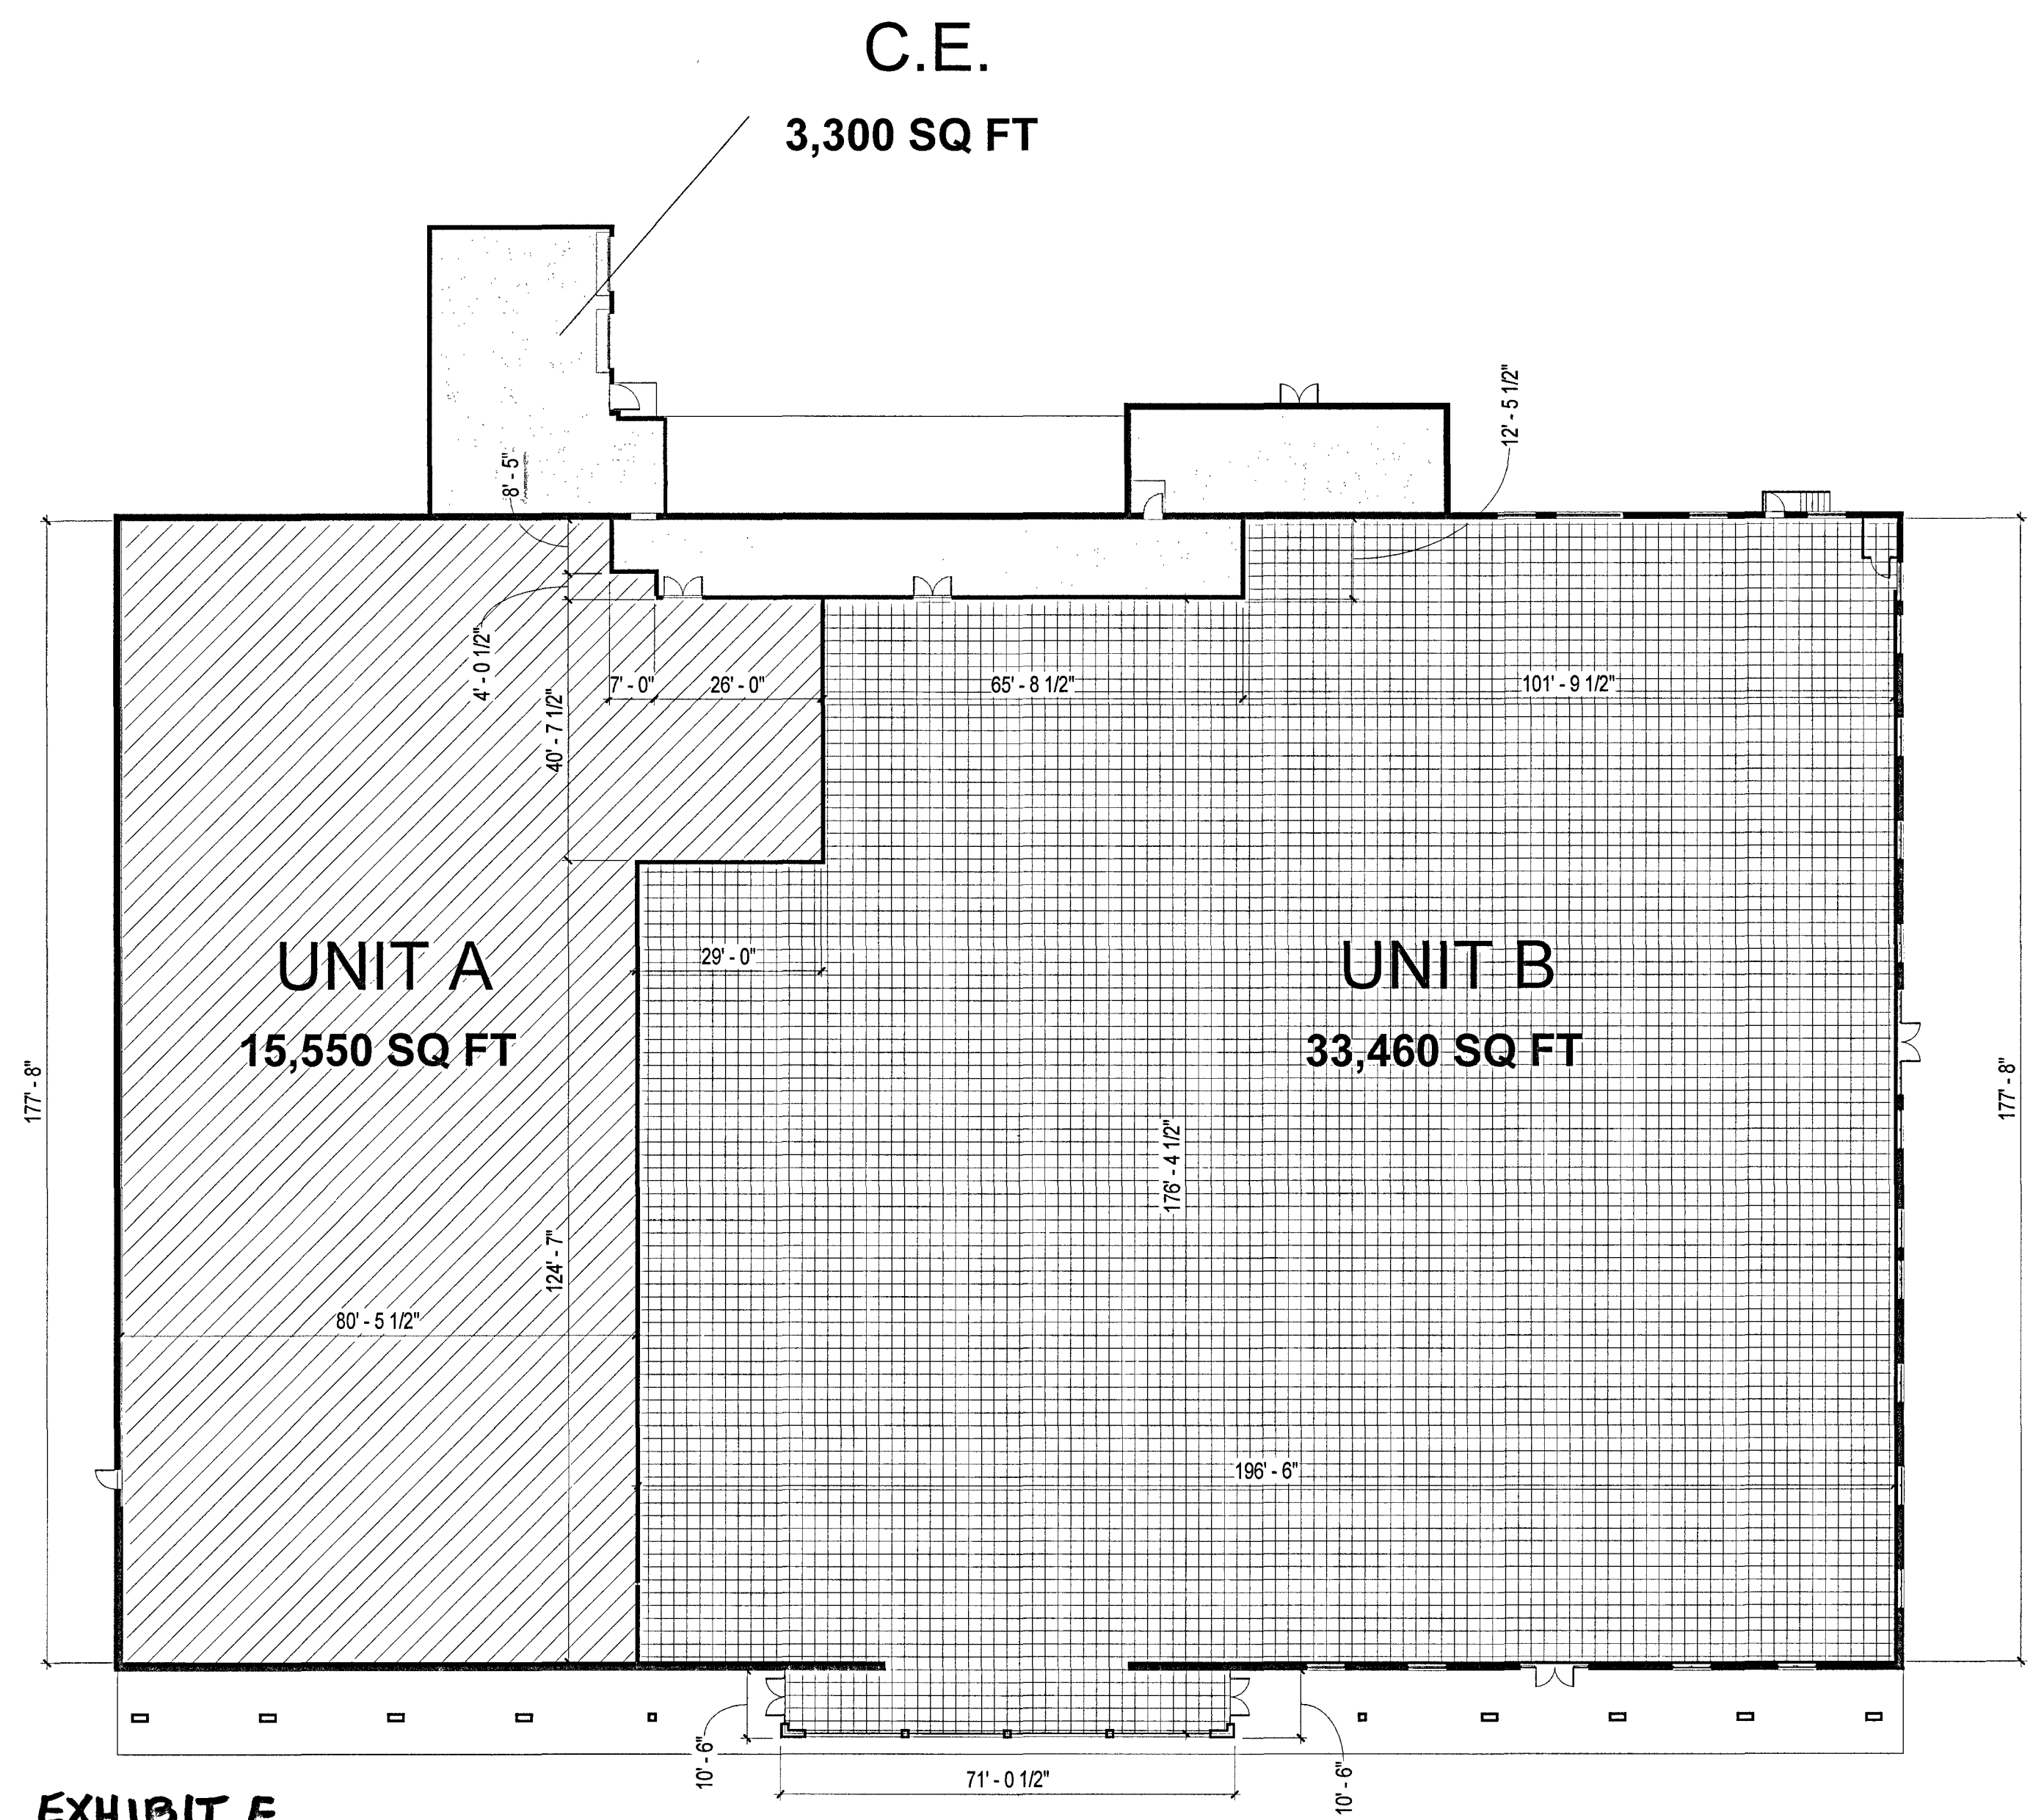 C.E.
3,300 SQ FT
12' - 5 1/2"
8' - 5"
4' - 0 1/2"
7' - 0"
26' - 0"
65' - 8 1/2"
101' - 9 1/2"
40' - 7 1/2"
29' - 0"
UNIT A
15,550 SQ FT
UNIT B
33,460 SQ FT
177' - 8"
177' - 8"
176' - 4 1/2"
124' - 7"
80' - 5 1/2"
196' - 6"
10' - 6"
71' - 0 1/2"
10' - 6"
EXHIBIT E